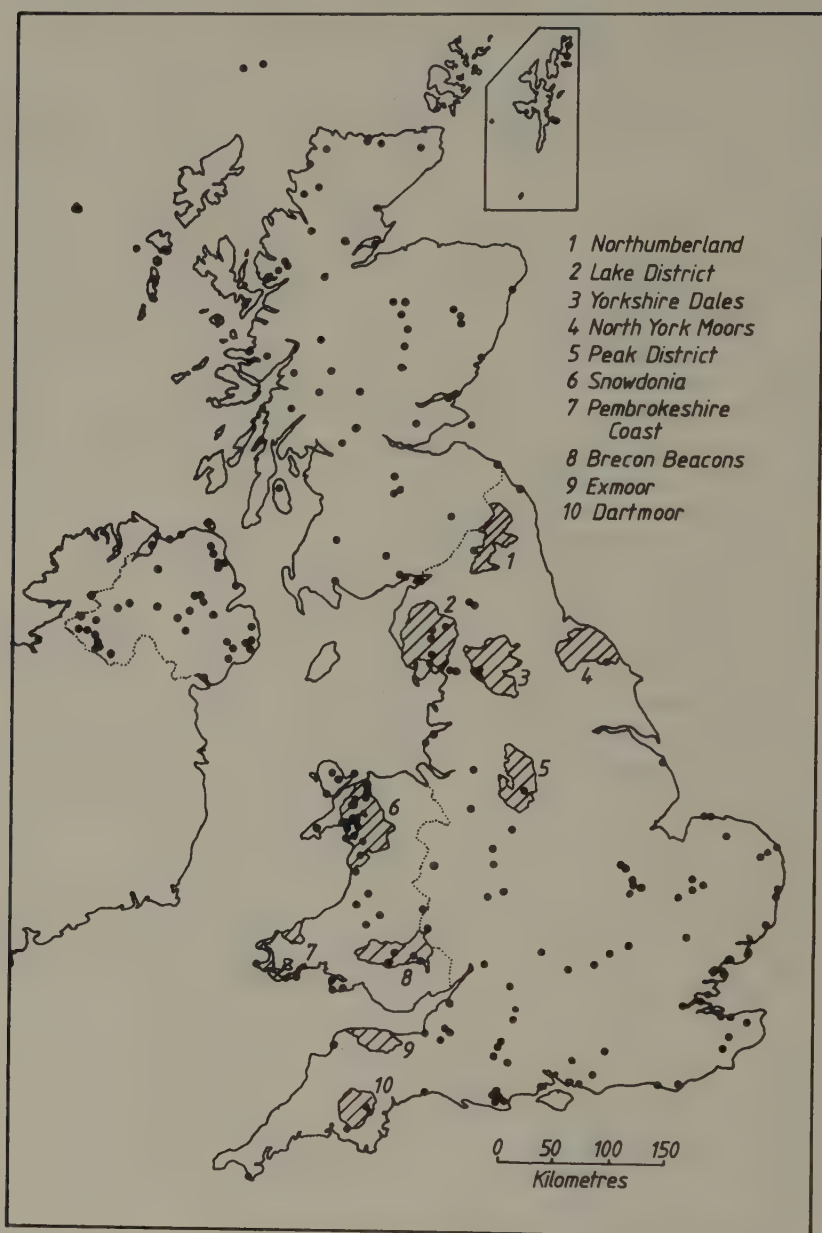 1 Northumberland
2 Lake District
3 Yorkshire Dales
4 North York Moors
5 Peak District
6 Snowdonia
7 Pembrokeshire
Coast
8 Brecon Beacons
9 Exmoor
10 Dartmoor
1
2
3
4
5
6
7
8
9
10
0 50 100 150
Kilometres